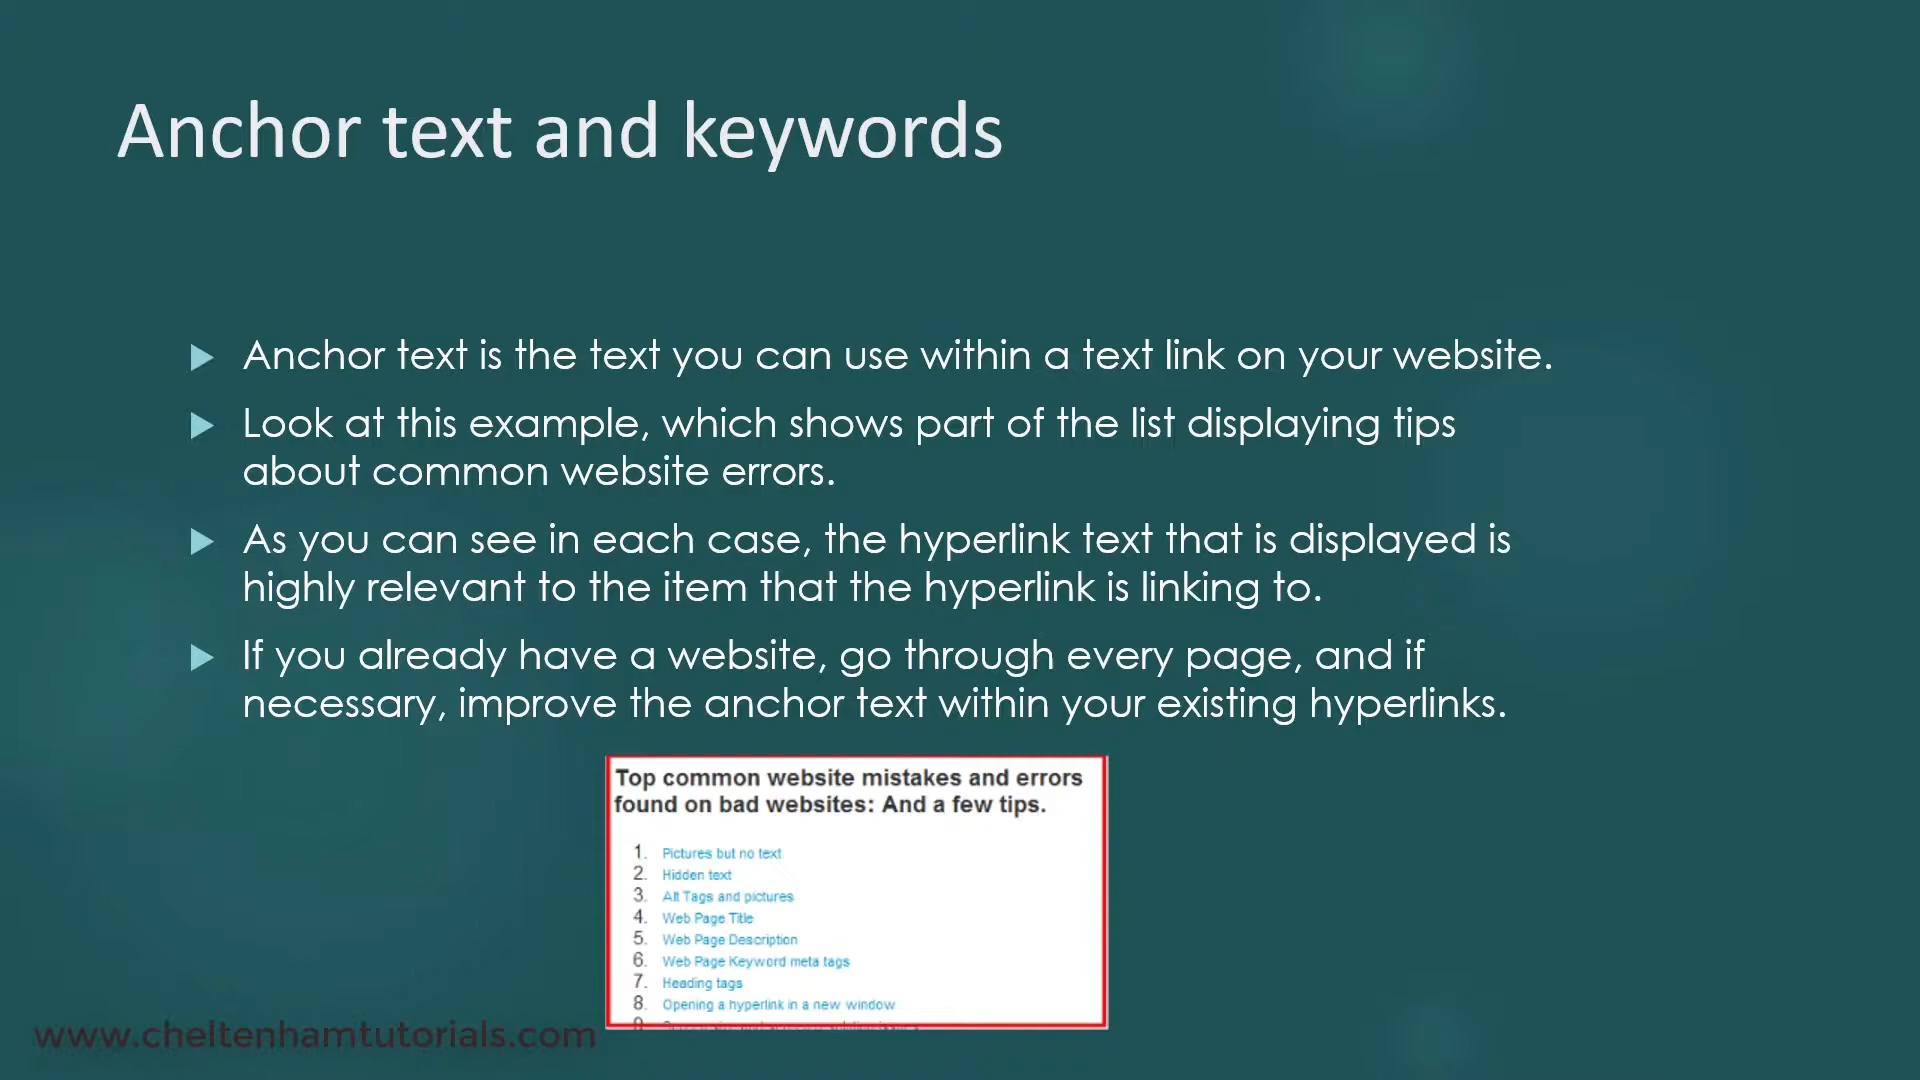 Anchor text and keywords
Anchor text is the text you can use within a text link on your website.
Look at this example, which shows part of the list displaying tips
about common website errors.
As you can see in each case, the hyperlink text that is displayed is
highly relevant to the item that the hyperlink is linking to.
If you already have a website, go through every page, and if
necessary, improve the anchor text within your existing hyperlinks.
Top common website mistakes and errors
found on bad websites: And a few tips.
1. Pictures but no text
2. Hidden text
3. Alt Tags and pictures
4. Web Page Title
5. Web Page Description
6. Web Page Keyword meta tags
7. Heading tags
8. Opening a hyperlink in a new window
www.cheltenhamtutorials.com